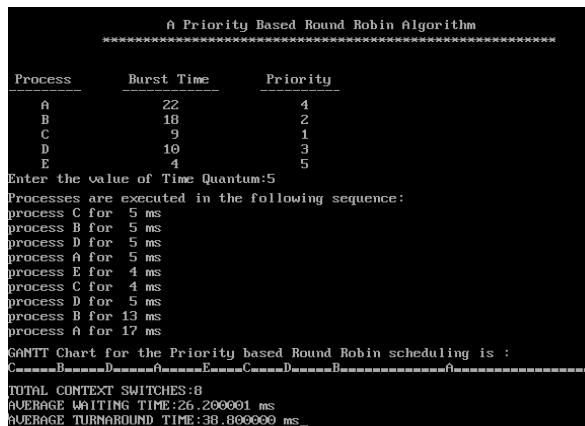 A Priority Based Round Robin Algorithm
********************************************************
Process Burst Time Priority
--------- ------------ ----------
A 22 4
B 18 2
C 9 1
D 10 3
E 4 5
Enter the value of Time Quantum:5
Processes are executed in the following sequence:
process C for 5 ms
process B for 5 ms
process D for 5 ms
process A for 5 ms
process E for 4 ms
process C for 4 ms
process D for 5 ms
process B for 13 ms
process A for 17 ms
GANTT Chart for the Priority based Round Robin scheduling is :
C-----B-----D-----A-----E----C----D-----B-------------A-----------------
TOTAL CONTEXT SWITCHES:8
AVERAGE WAITING TIME:26.200001 ms
AVERAGE TURNAROUND TIME:38.800000 ms_